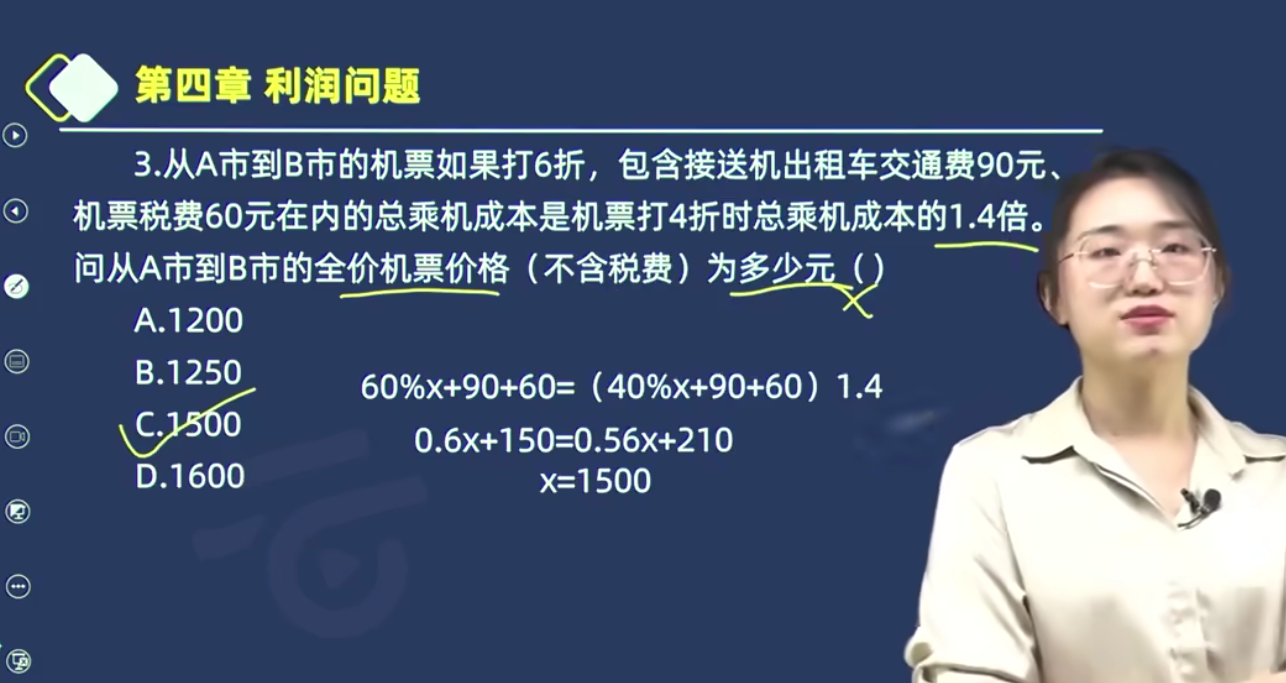 第四章 利润问题
3.从A市到B市的机票如果打6折，包含接送机出租车交通费90元、
机票税费60元在内的总乘机成本是机票打4折时总乘机成本的1.4倍。
问从A市到B市的全价机票价格（不含税费）为多少元（）
x
A.1200
B.1250
C.1500
D.1600
60%x+90+60=（40%x+90+60）1.4
0.6x+150=0.56x+210
x=1500